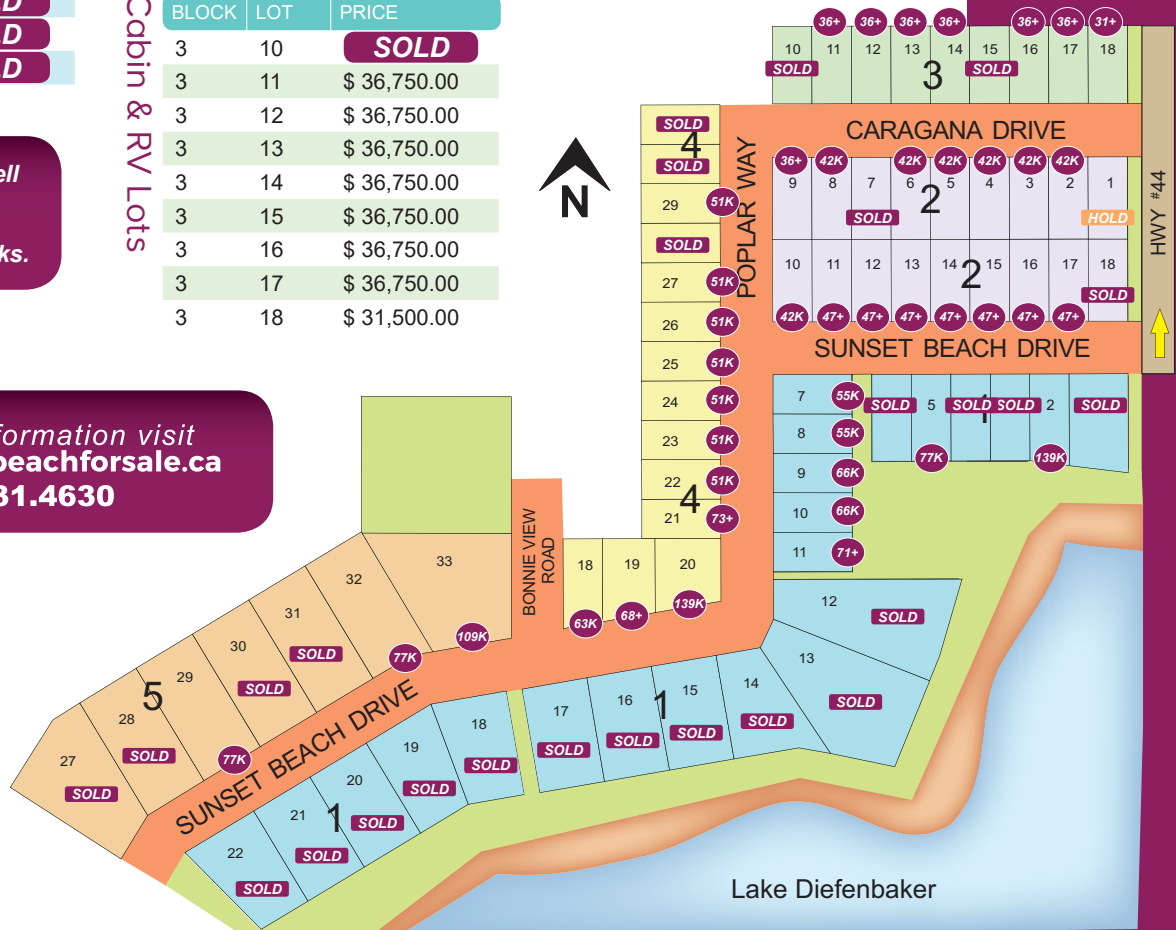 LD
LD
LD
Cabin & RV Lots
BLOCK LOT PRICE
3 10 SOLD
3 11 $ 36,750.00
3 12 $ 36,750.00
3 13 $ 36,750.00
3 14 $ 36,750.00
3 15 $ 36,750.00
3 16 $ 36,750.00
3 17 $ 36,750.00
3 18 $ 31,500.00
ell
ks.
formation visit
beachforsale.ca
31.4630
N
36+ 36+ 36+ 36+ 36+ 36+ 31+
10 11 12 13 14 15 16 17 18
SOLD SOLD
3
CARAGANA DRIVE
HWY #44
POPLAR WAY
36+ 42K 42K 42K 42K 42K 42K
9 8 7 6 5 4 3 2 1
SOLD HOLD
2
10 11 12 13 14 15 16 17 18
2
SOLD
42K 47+ 47+ 47+ 47+ 47+ 47+ 47+
SUNSET BEACH DRIVE
SOLD
4
SOLD
29 51K
SOLD
27 51K
26 51K
25 51K
24 51K
23 51K
22 51K
4
21 73+
7 55K
8 55K
9 66K
10 66K
11 71+
SOLD 5 SOLD SOLD 2 SOLD
1
77K 139K
BONNIE VIEW
ROAD
18 19 20
63K 68+ 139K
33
109K
32
77K
31
SOLD
30
SOLD
29
77K
5
28
SOLD
27
SOLD
SUNSET BEACH DRIVE
12
SOLD
13
SOLD
14
SOLD
15
SOLD
1
16
SOLD
17
SOLD
18
SOLD
19
SOLD
20
SOLD
1
21
SOLD
22
SOLD
Lake Diefenbaker